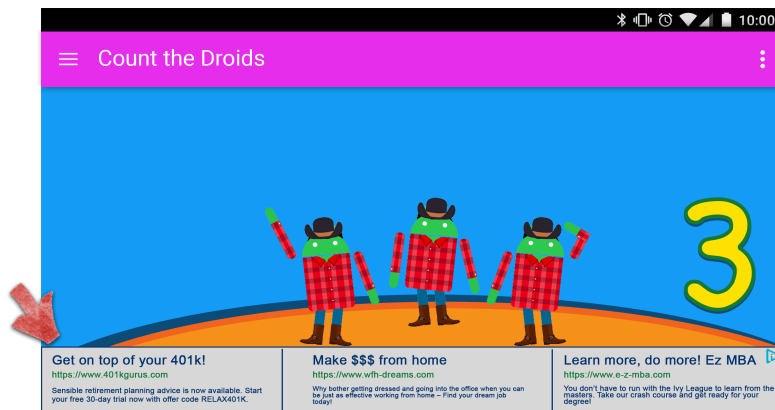 10:00
Count the Droids
3
Get on top of your 401k!
https://www.401kgurus.com
Sensible retirement planning advice is now available. Start
your free 30-day trial now with offer code RELAX401K.
Make $$$ from home
https://www.wfh-dreams.com
Why bother getting dressed and going into the office when you can
be just as effective working from home – Find your dream job
today!
Learn more, do more! Ez MBA
https://www.e-z-mba.com
You don't have to run with the Ivy League to learn from the
masters. Take our crash course and get ready for your
degree!